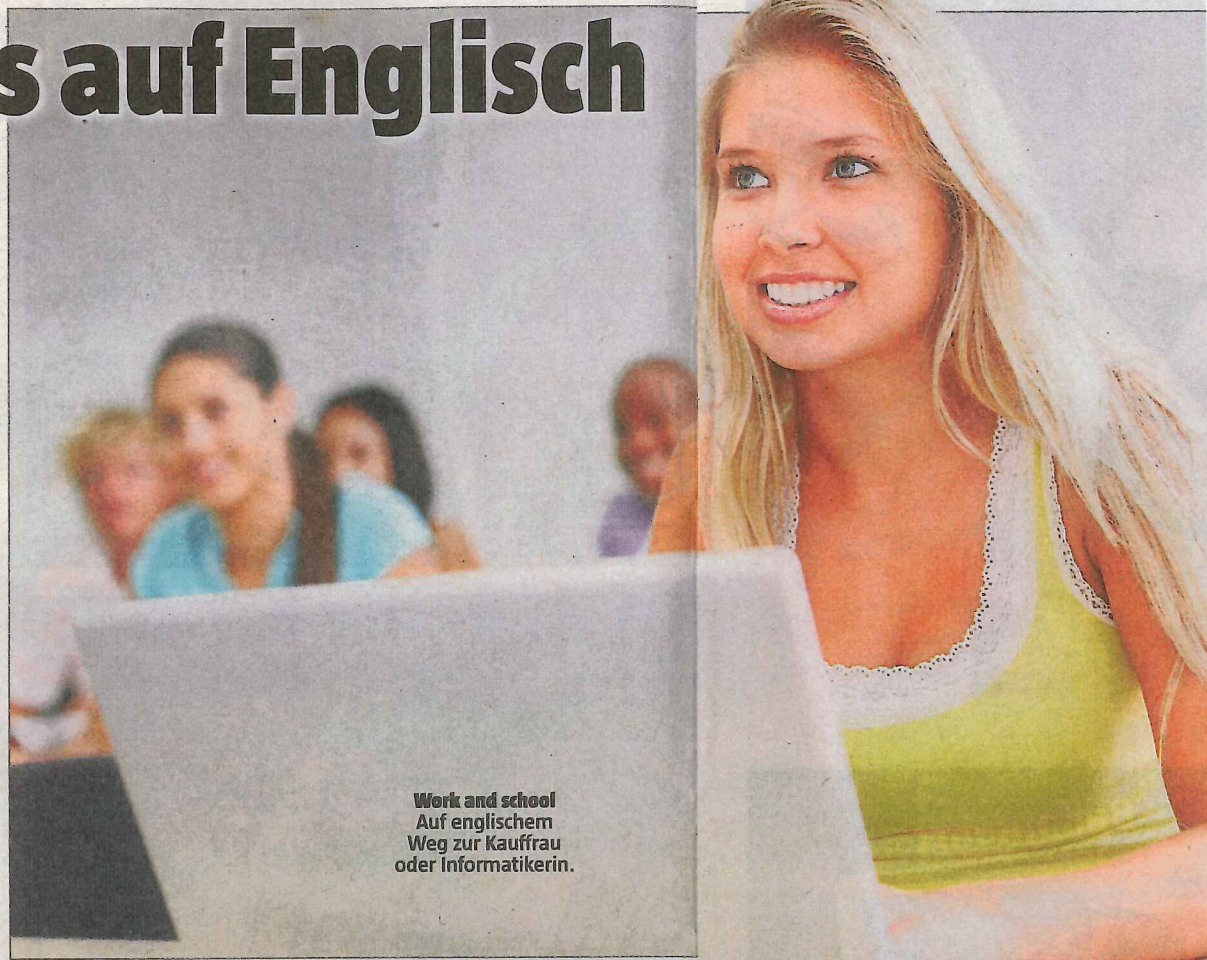 s auf Englisch
Work and school
Auf englischem
Weg zur Kauffrau
oder Informatikerin.